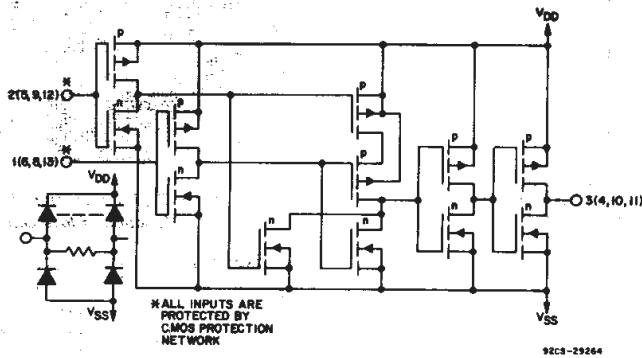 VDD
p
*
2(5,9,12)
n
p
p
*
1(6,8,13)
p
p
p
VDD
n
n
n
3(4,10,11)
n
n
VSS
*ALL INPUTS ARE
PROTECTED BY
CMOS PROTECTION
NETWORK
VSS
92CS-29264